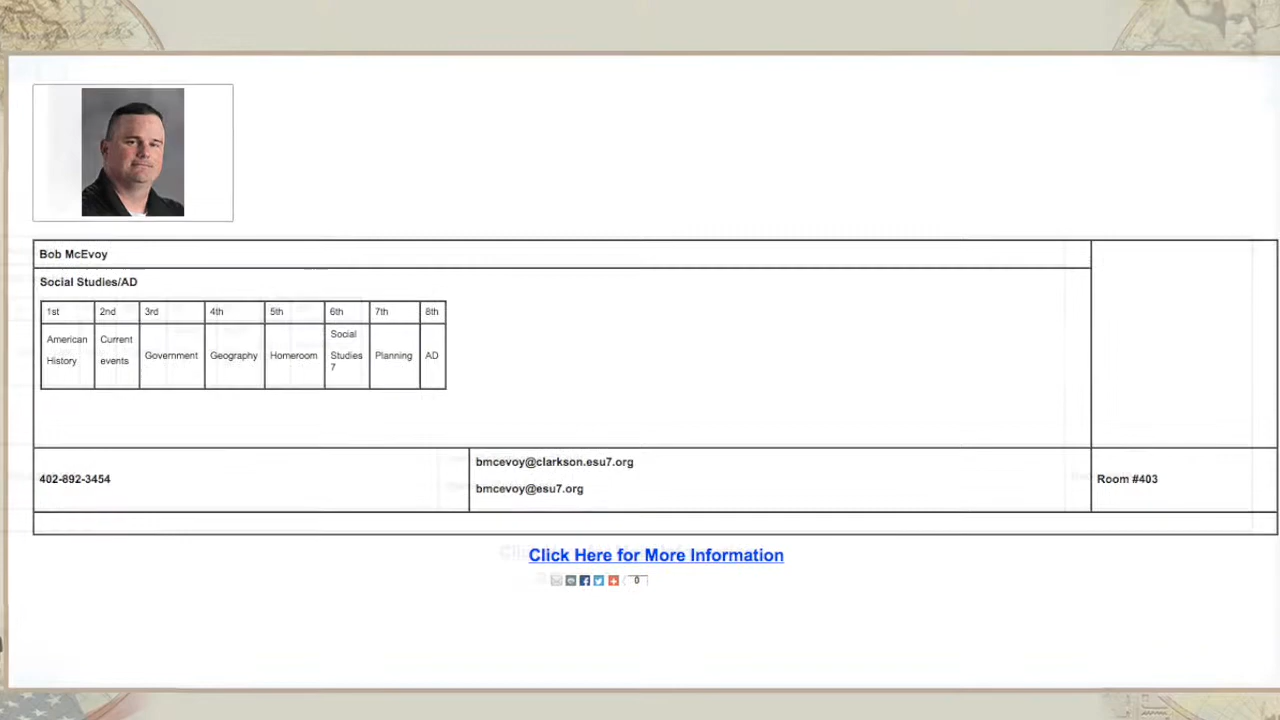 Bob McEvoy
Social Studies/AD
1st 2nd 3rd 4th 5th 6th 7th 8th
American History Current events Government Geography Homeroom Social Studies 7 Planning AD
402-892-3454
bmcevoy@clarkson.esu7.org
bmcevoy@esu7.org
Room #403
Click Here for More Information
0